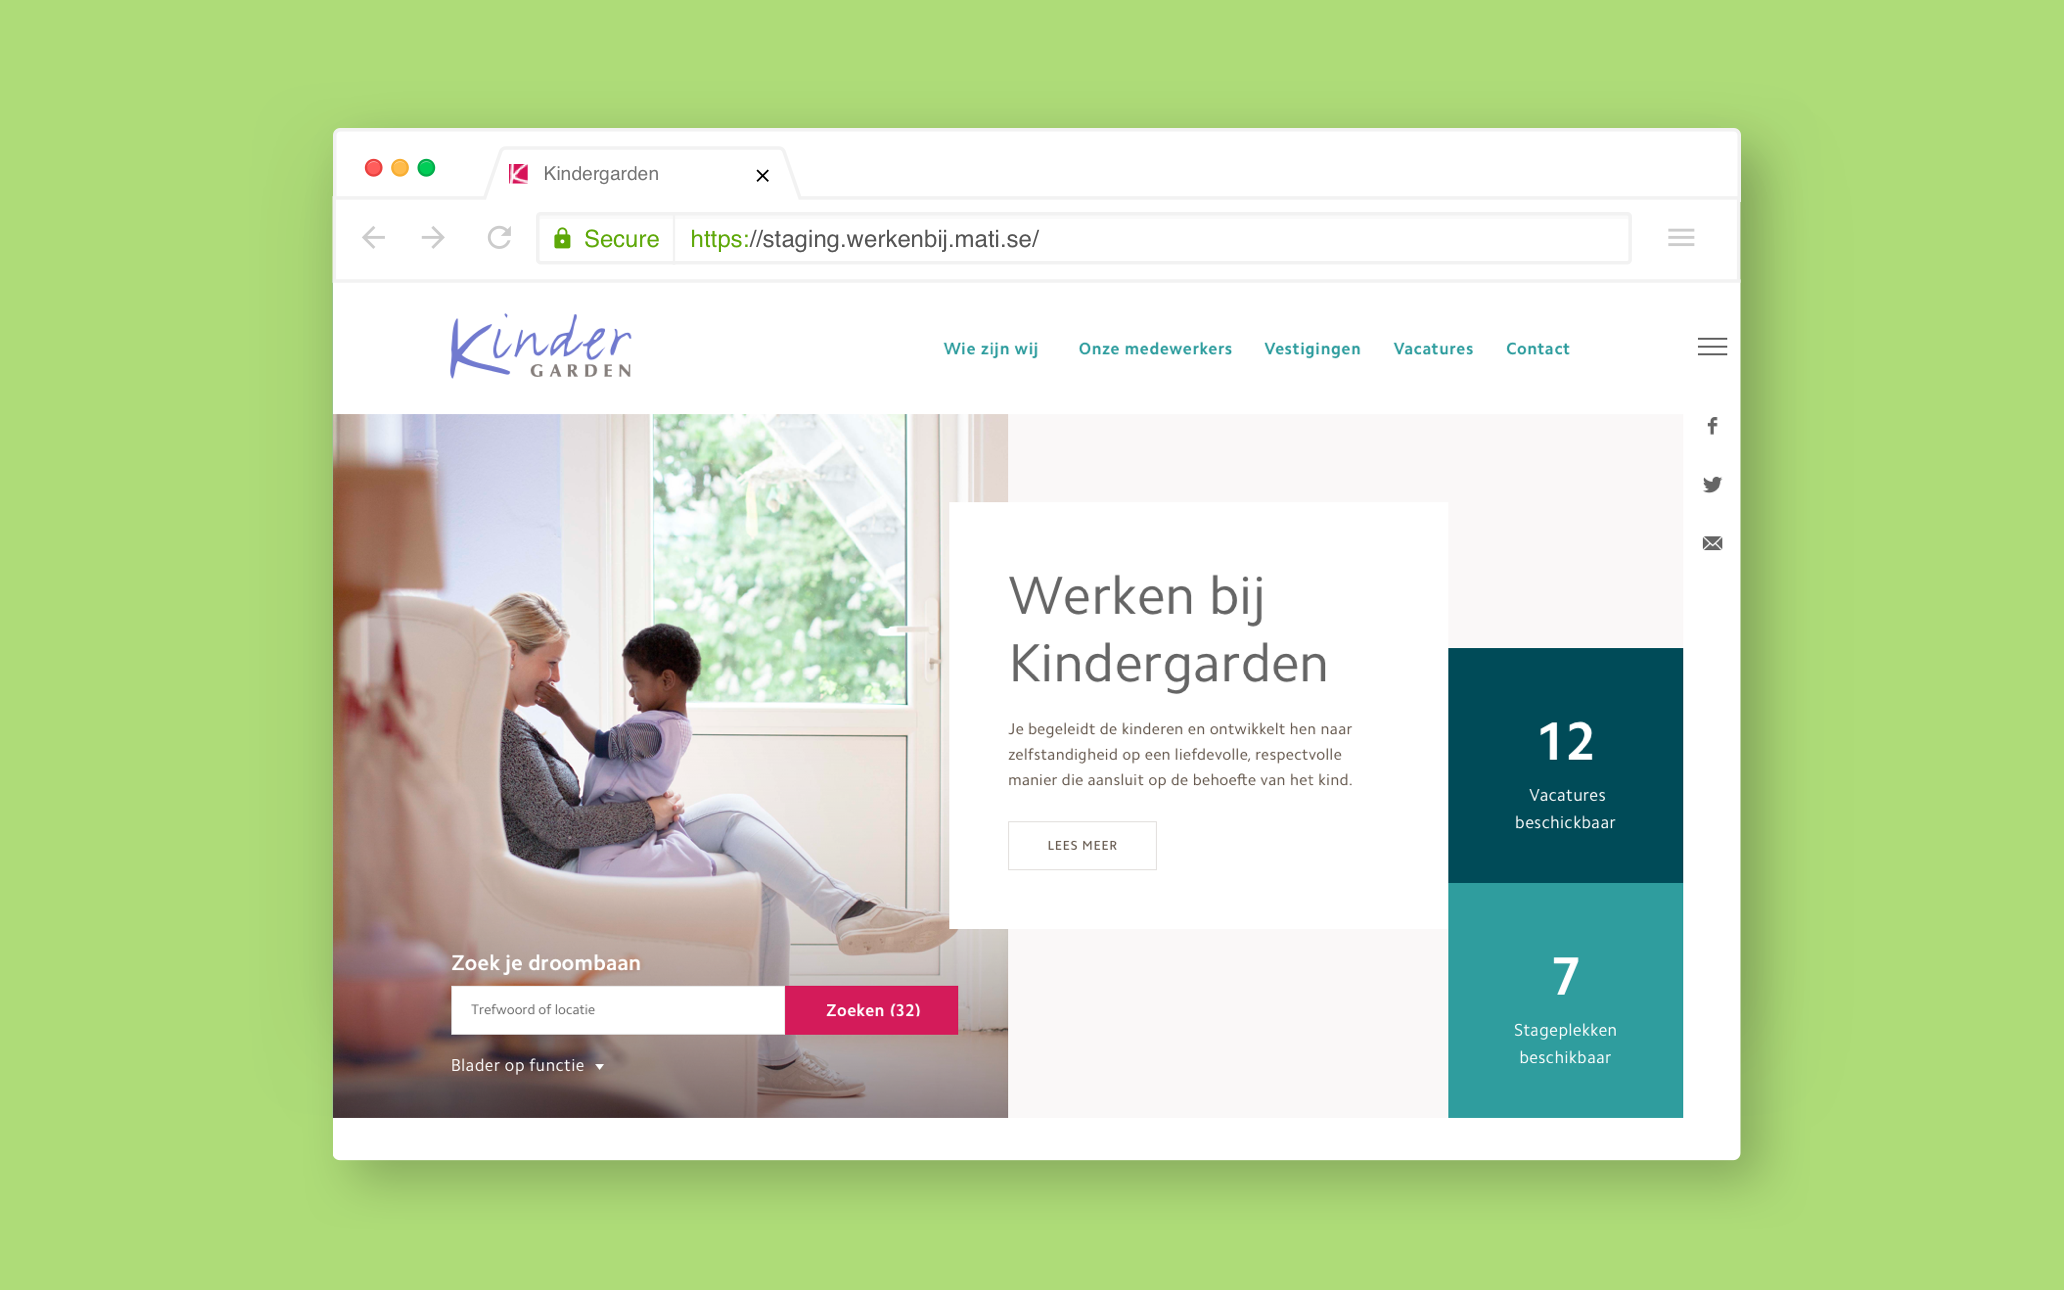 Kindergarden
Secure
https://staging.werkenbij.mati.se/
Kinder
GARDEN
Wie zijn wij
Onze medewerkers
Vestigingen
Vacatures
Contact
Werken bij
Kindergarden
Je begeleidt de kinderen en ontwikkelt hen naar
zelfstandigheid op een liefdevolle, respectvolle
manier die aansluit op de behoefte van het kind.
LEES MEER
12
Vacatures
beschickbaar
7
Stageplekken
beschikbaar
Zoek je droombaan
Trefwoord of locatie
Zoeken (32)
Blader op functie